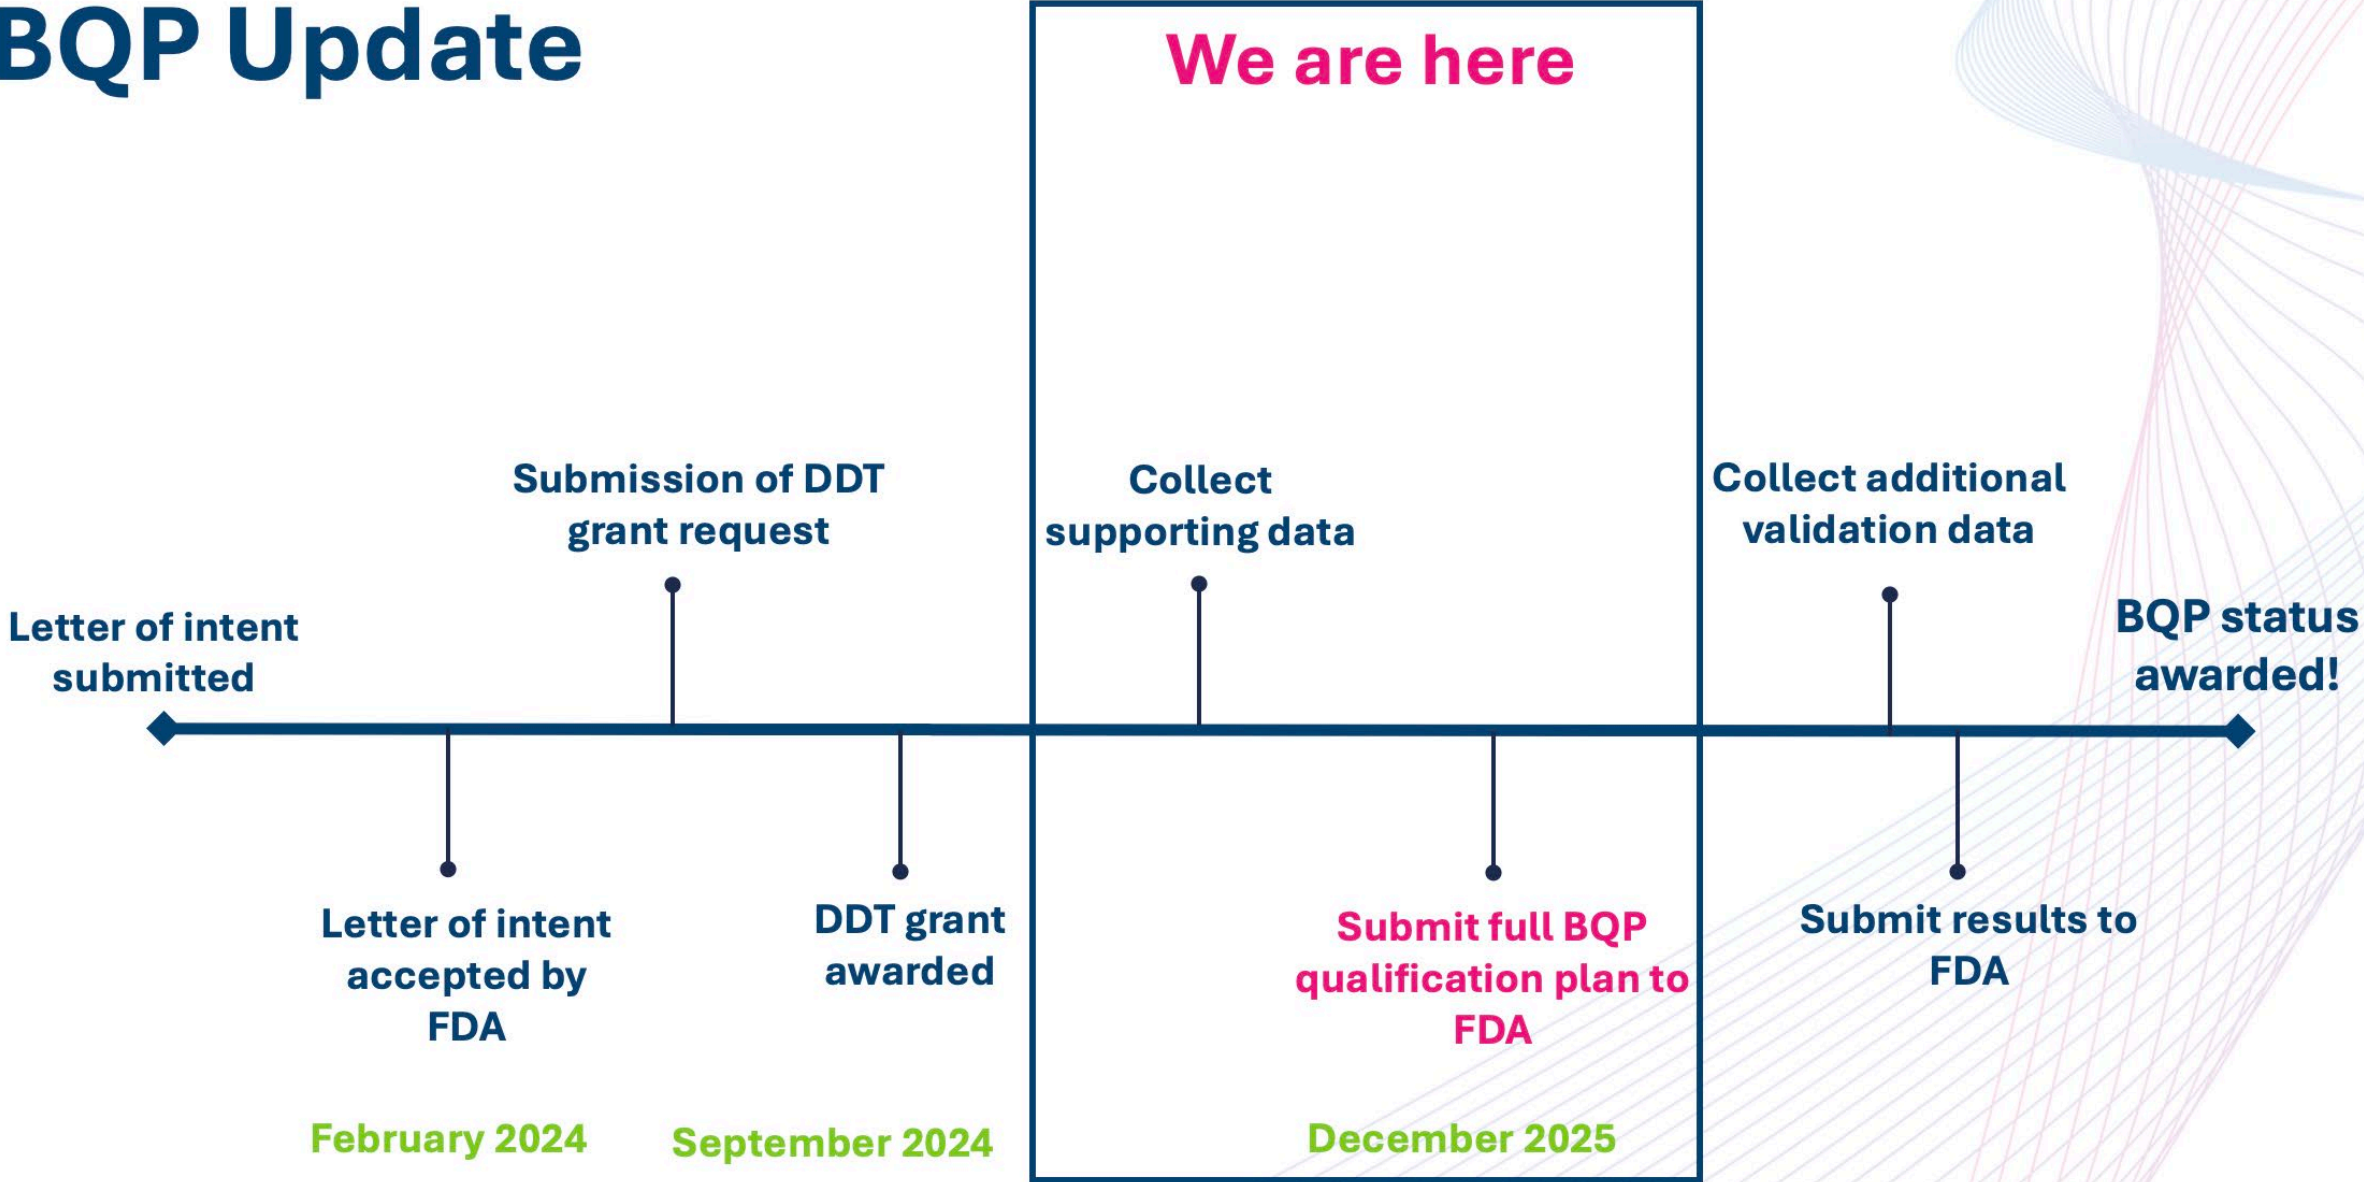 BQP Update
We are here
Letter of intent
submitted
Letter of intent
accepted by
FDA
February 2024
Submission of DDT
grant request
DDT grant
awarded
September 2024
Collect
supporting data
Submit full BQP
qualification plan to
FDA
December 2025
Collect additional
validation data
Submit results to
FDA
BQP status
awarded!